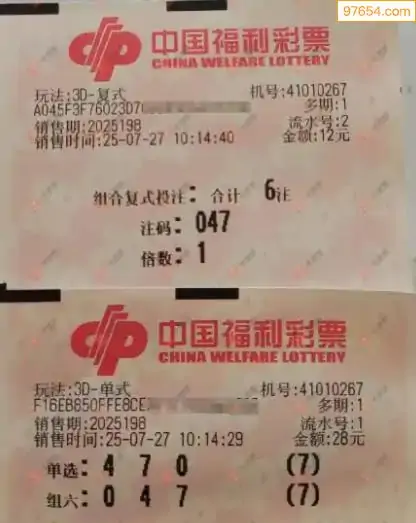 97654.com
中国福利彩票
CHINA WELFARE LOTTERY
玩法:3D-复式 机号:41010267
A045F3F76023D70 多期:1
销售期:2025198 流水号:2
销售时间:25-07-27 10:14:40 金额:12元
组合复式投注: 合计 6注
注码: 047
倍数: 1
中国福利彩票
CHINA WELFARE LOTTERY
玩法:3D-单式 机号:41010267
F16EB850FFE8CE 多期:1
销售期:2025198 流水号:1
销售时间:25-07-27 10:14:29 金额:28元
单选: 4 7 0 (7)
组六: 0 4 7 (7)